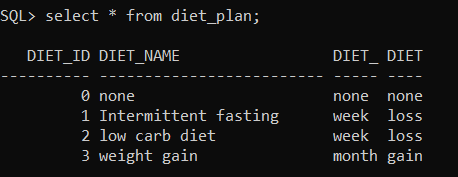 SQL> select * from diet_plan;
DIET_ID DIET_NAME DIET_ DIET
---------- ------------------------- ----- ----
0 none none none
1 Intermittent fasting week loss
2 low carb diet week loss
3 weight gain month gain